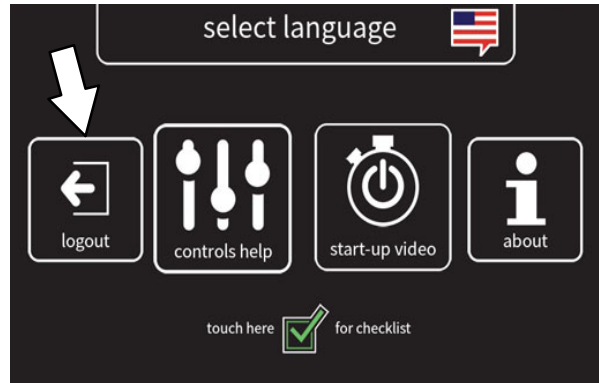 select language
logout
controls help
start-up video
about
touch here for checklist